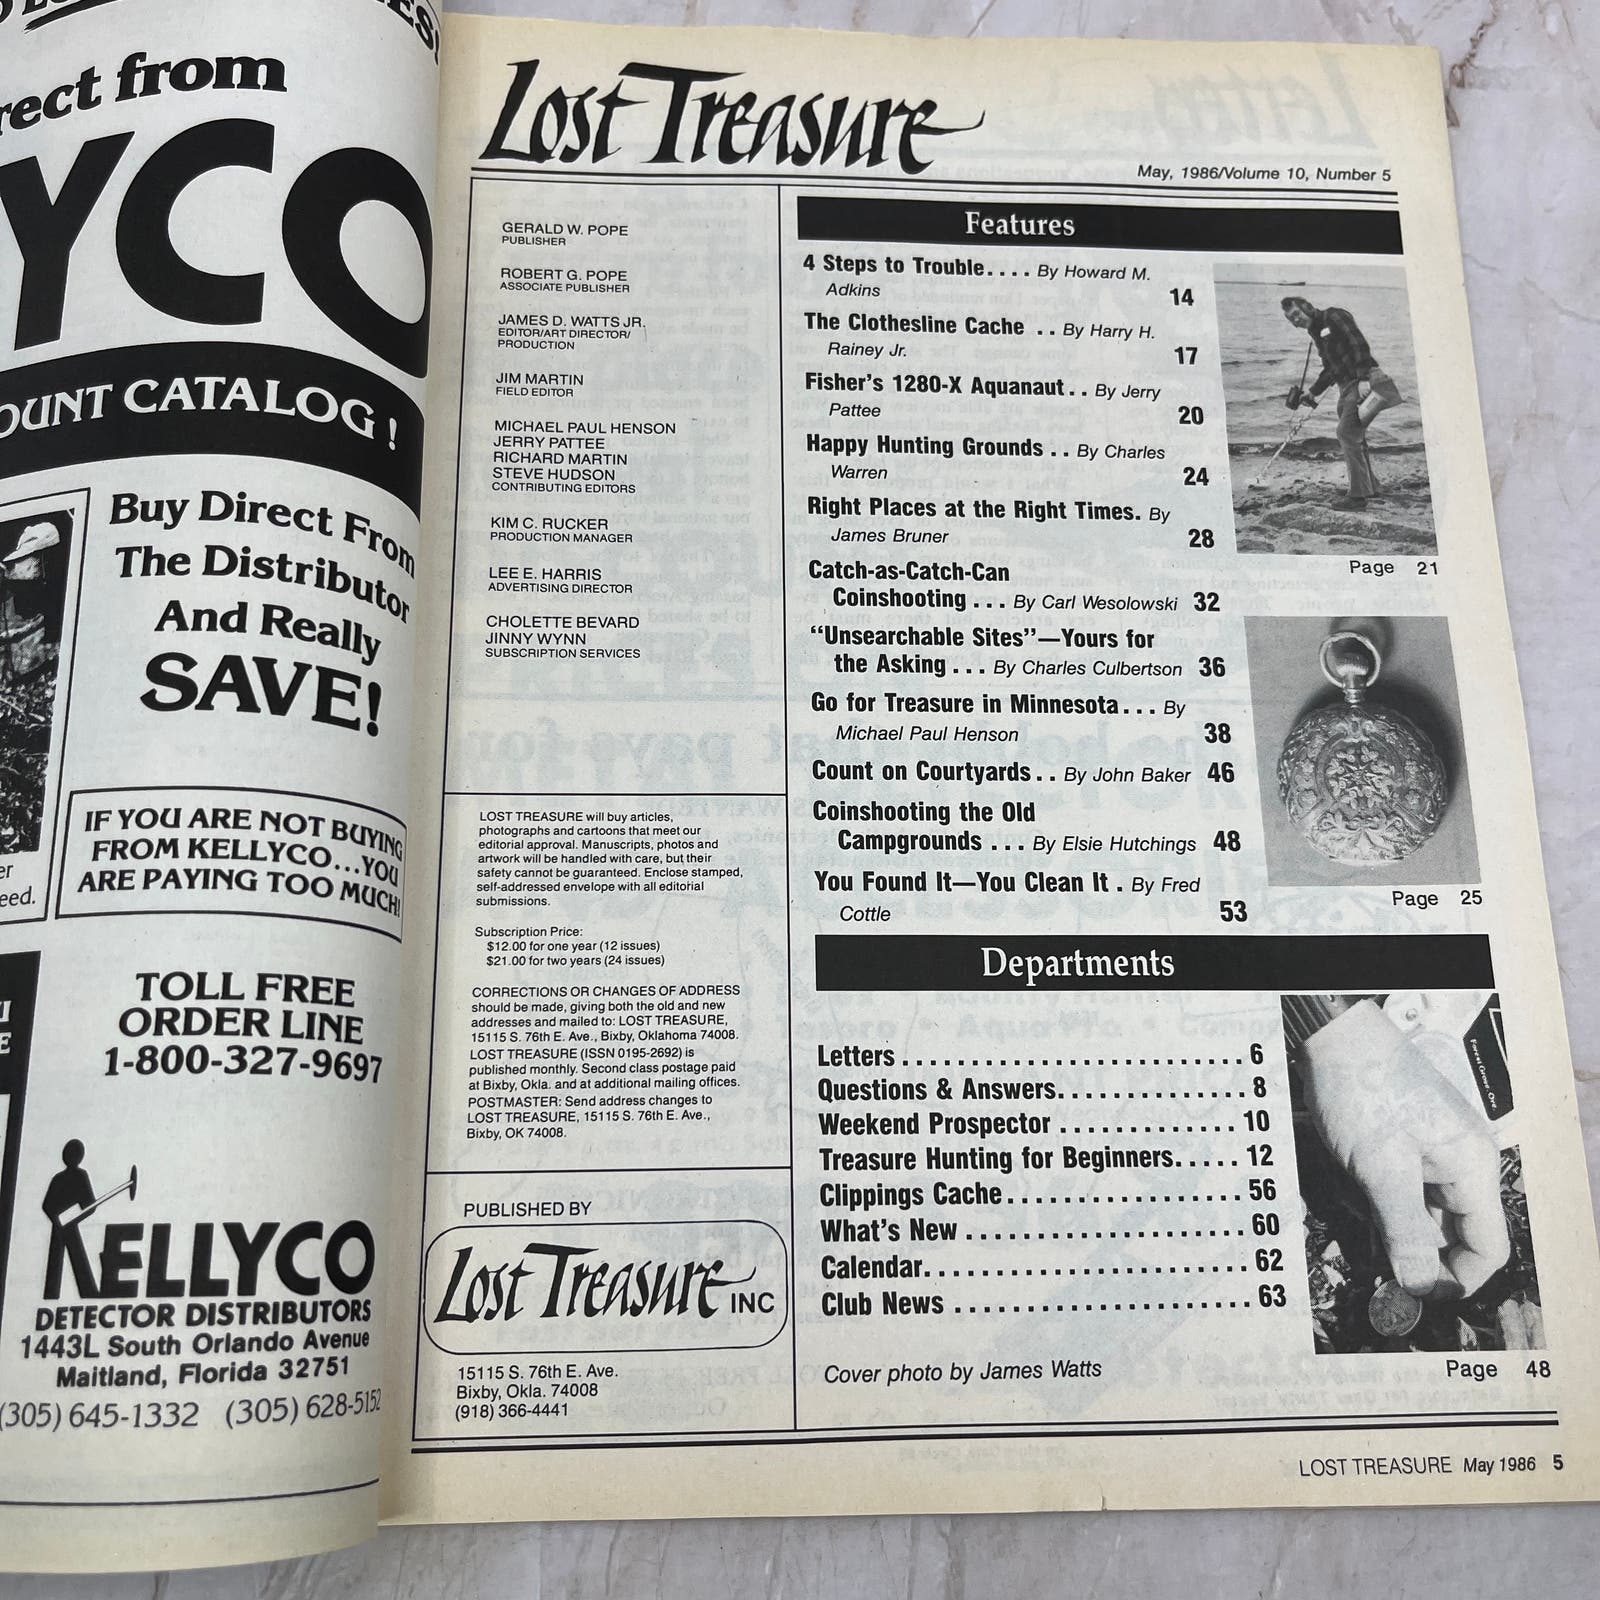 rect from
YCO
OUNT CATALOG !
Buy Direct From
The Distributor
And Really
SAVE!
IF YOU ARE NOT BUYING
FROM KELLYCO...YOU
ARE PAYING TOO MUCH!
er
eed.
TOLL FREE
ORDER LINE
1-800-327-9697
KELLYCO
DETECTOR DISTRIBUTORS
1443L South Orlando Avenue
Maitland, Florida 32751
(305) 645-1332 (305) 628-5152
Lost Treasure
May, 1986/Volume 10, Number 5
GERALD W. POPE
PUBLISHER
ROBERT G. POPE
ASSOCIATE PUBLISHER
JAMES D. WATTS JR.
EDITOR/ART DIRECTOR/
PRODUCTION
JIM MARTIN
FIELD EDITOR
MICHAEL PAUL HENSON
JERRY PATTEE
RICHARD MARTIN
STEVE HUDSON
CONTRIBUTING EDITORS
KIM C. RUCKER
PRODUCTION MANAGER
LEE E. HARRIS
ADVERTISING DIRECTOR
CHOLETTE BEVARD
JINNY WYNN
SUBSCRIPTION SERVICES
LOST TREASURE will buy articles,
photographs and cartoons that meet our
editorial approval. Manuscripts, photos and
artwork will be handled with care, but their
safety cannot be guaranteed. Enclose stamped,
self-addressed envelope with all editorial
submissions.
Subscription Price:
$12.00 for one year (12 issues)
$21.00 for two years (24 issues)
CORRECTIONS OR CHANGES OF ADDRESS
should be made, giving both the old and new
addresses and mailed to: LOST TREASURE,
15115 S. 76th E. Ave., Bixby, Oklahoma 74008.
LOST TREASURE (ISSN 0195-2692) is
published monthly. Second class postage paid
at Bixby, Okla. and at additional mailing offices.
POSTMASTER: Send address changes to
LOST TREASURE, 15115 S. 76th E. Ave.,
Bixby, OK 74008.
PUBLISHED BY
Lost Treasure INC
15115 S. 76th E. Ave.
Bixby, Okla. 74008
(918) 366-4441
Features
4 Steps to Trouble.... By Howard M.
Adkins 14
The Clothesline Cache .. By Harry H.
Rainey Jr. 17
Fisher's 1280-X Aquanaut.. By Jerry
Pattee 20
Happy Hunting Grounds .. By Charles
Warren 24
Right Places at the Right Times. By
James Bruner 28
Catch-as-Catch-Can
Coinshooting ... By Carl Wesolowski 32
"Unsearchable Sites"—Yours for
the Asking ... By Charles Culbertson 36
Go for Treasure in Minnesota... By
Michael Paul Henson 38
Count on Courtyards.. By John Baker 46
Coinshooting the Old
Campgrounds ... By Elsie Hutchings 48
You Found It—You Clean It . By Fred
Cottle 53
Page 21
Page 25
Departments
Letters.......................... 6
Questions & Answers.............. 8
Weekend Prospector ............. 10
Treasure Hunting for Beginners..... 12
Clippings Cache.................. 56
What's New ..................... 60
Calendar......................... 62
Club News ...................... 63
Forest Grove, Ore.
Page 48
Cover photo by James Watts
LOST TREASURE May 1986 5